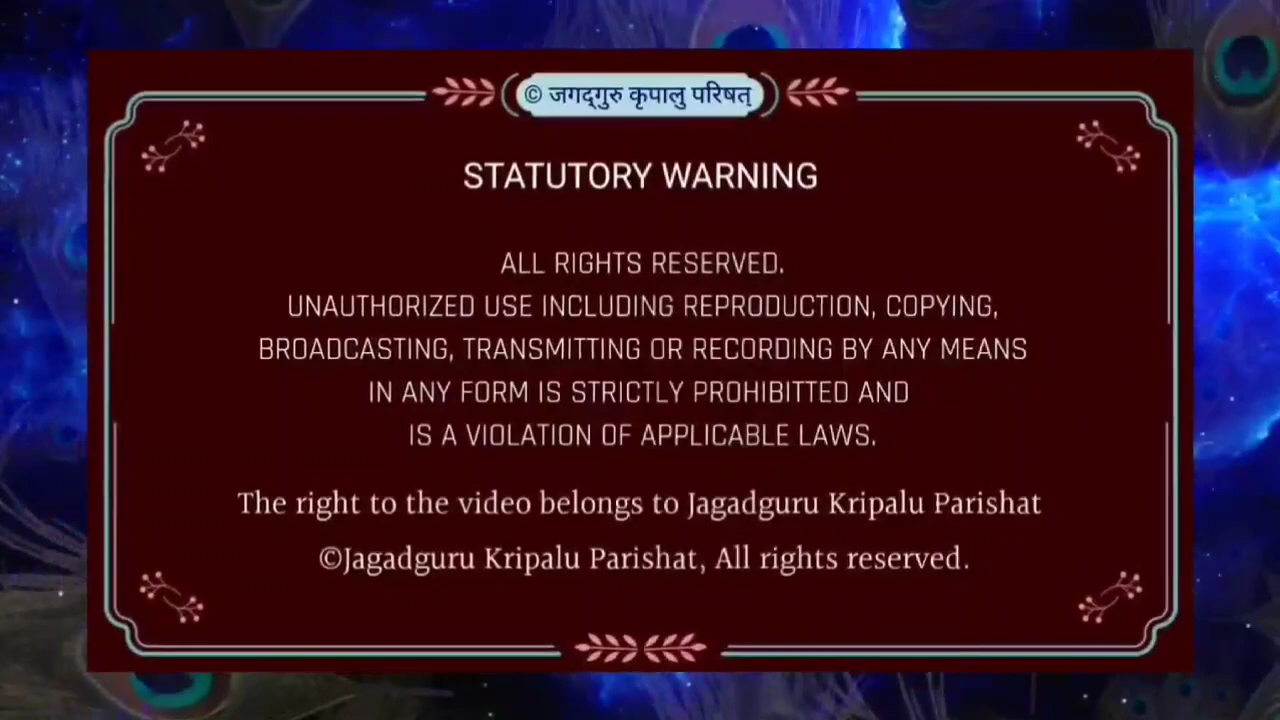 © जगद्गुरु कृपालु परिषत्
STATUTORY WARNING
ALL RIGHTS RESERVED.
UNAUTHORIZED USE INCLUDING REPRODUCTION, COPYING,
BROADCASTING, TRANSMITTING OR RECORDING BY ANY MEANS
IN ANY FORM IS STRICTLY PROHIBITTED AND
IS A VIOLATION OF APPLICABLE LAWS.
The right to the video belongs to Jagadguru Kripalu Parishat
©Jagadguru Kripalu Parishat, All rights reserved.